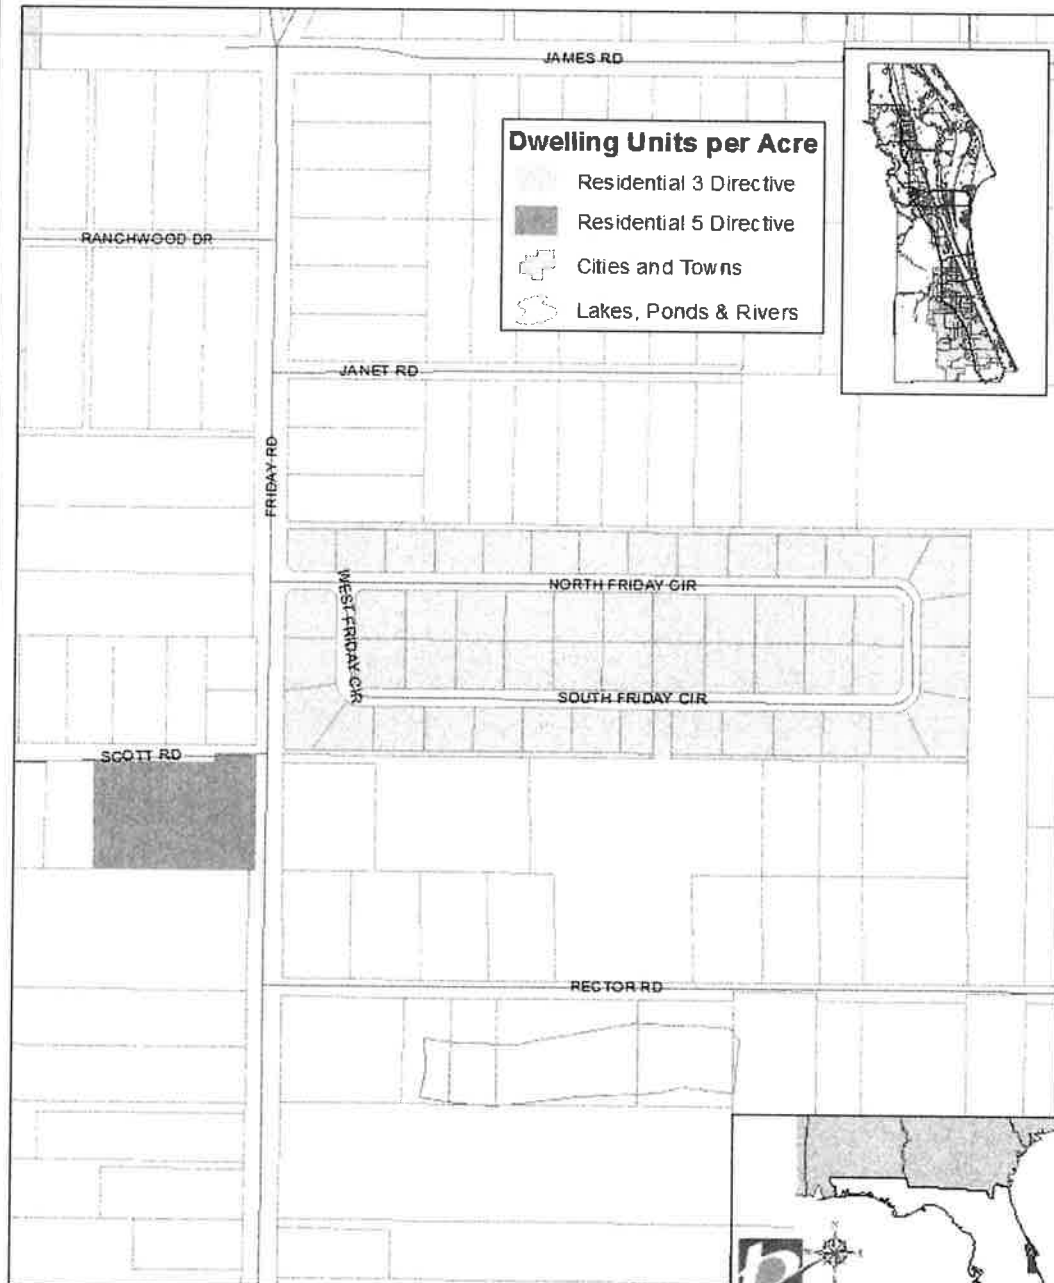 JAMES RD
Dwelling Units per Acre
Residential 3 Directive
Residential 5 Directive
Cities and Towns
Lakes, Ponds & Rivers
RANCHWOOD DR
JANET RD
FRIDAY RD
NORTH FRIDAY CIR
WEST FRIDAY CIR
SOUTH FRIDAY CIR
SCOTT RD
RECTOR RD
N